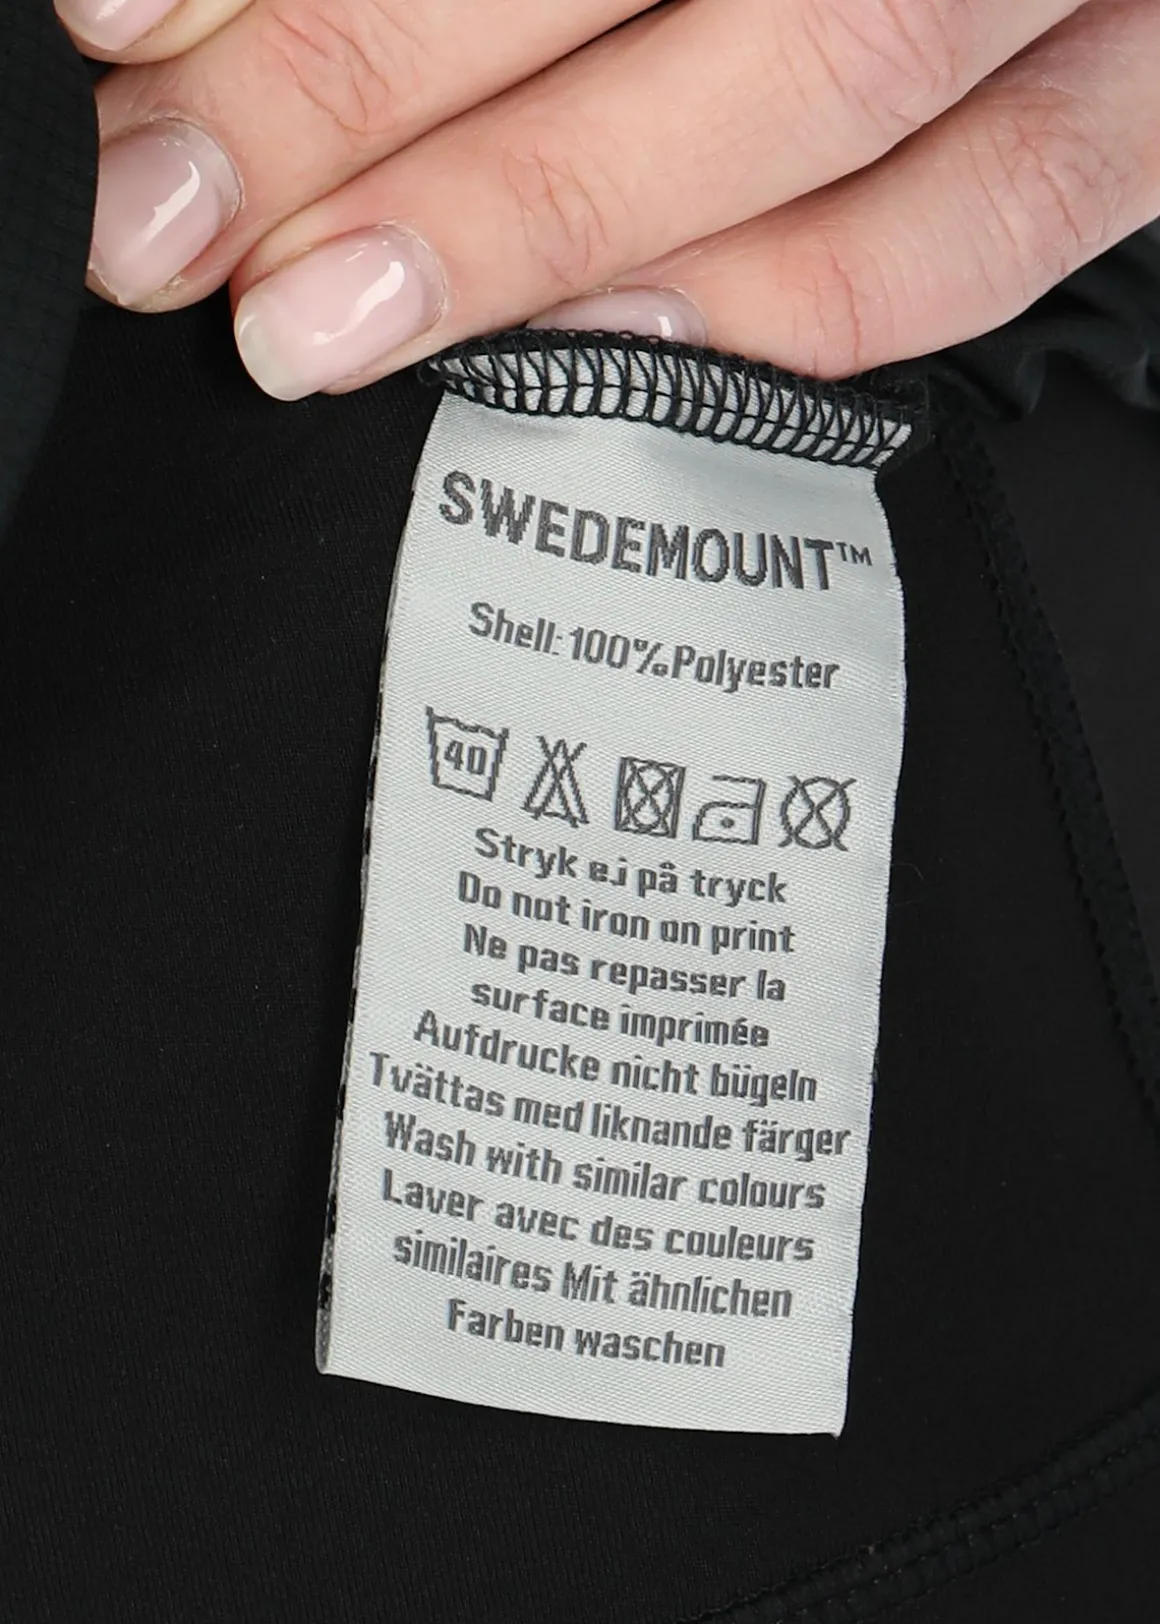 SWEDEMOUNT™
Shell: 100% Polyester
40
Stryk ej på tryck
Do not iron on print
Ne pas repasser la
surface imprimée
Aufdrucke nicht bügeln
Tvättas med liknande färger
Wash with similar colours
Laver avec des couleurs
similaires Mit ähnlichen
Farben waschen